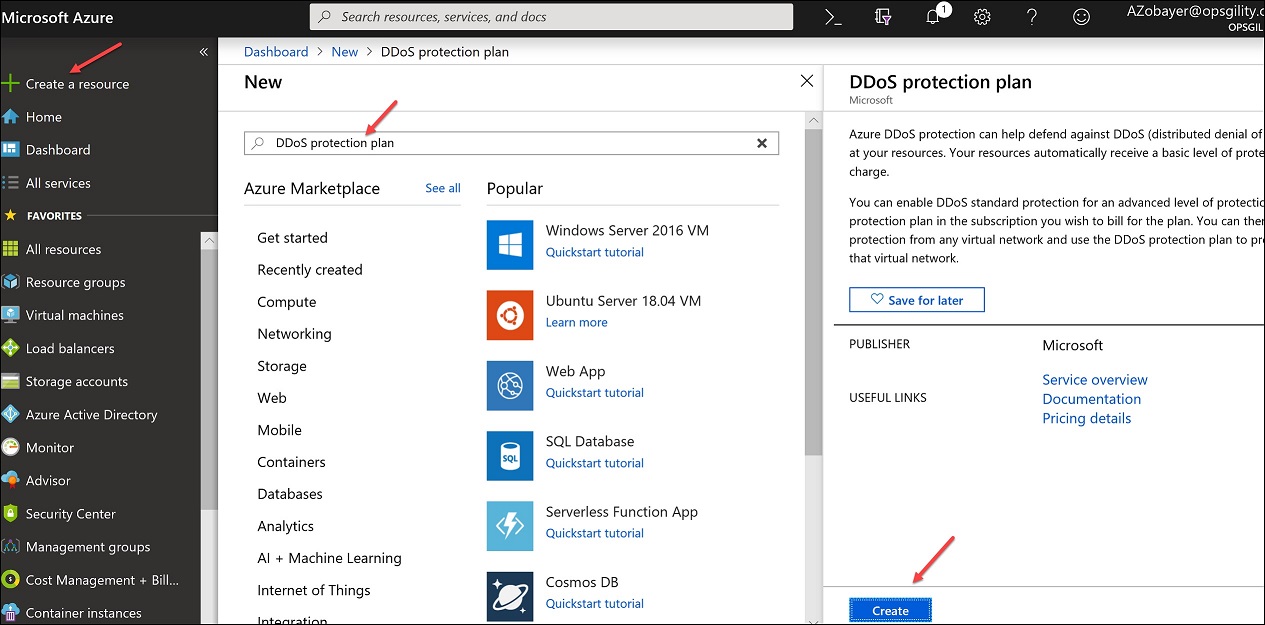 Microsoft Azure
Search resources, services, and docs
1
AZobayer@opsgility.c
OPSGIL
«
Create a resource
Home
Dashboard
All services
FAVORITES
All resources
Resource groups
Virtual machines
Load balancers
Storage accounts
Azure Active Directory
Monitor
Advisor
Security Center
Management groups
Cost Management + Bill...
Container instances
Dashboard > New > DDoS protection plan
New
DDoS protection plan
Azure Marketplace See all
Get started
Recently created
Compute
Networking
Storage
Web
Mobile
Containers
Databases
Analytics
AI + Machine Learning
Internet of Things
Integration
Popular
Windows Server 2016 VM
Quickstart tutorial
Ubuntu Server 18.04 VM
Learn more
Web App
Quickstart tutorial
SQL
SQL Database
Quickstart tutorial
Serverless Function App
Quickstart tutorial
Cosmos DB
Quickstart tutorial
DDoS protection plan
Microsoft
Azure DDoS protection can help defend against DDoS (distributed denial of
at your resources. Your resources automatically receive a basic level of prote
charge.
You can enable DDoS standard protection for an advanced level of protectio
protection plan in the subscription you wish to bill for the plan. You can ther
protection from any virtual network and use the DDoS protection plan to pro
that virtual network.
Save for later
PUBLISHER Microsoft
USEFUL LINKS
Service overview
Documentation
Pricing details
Create